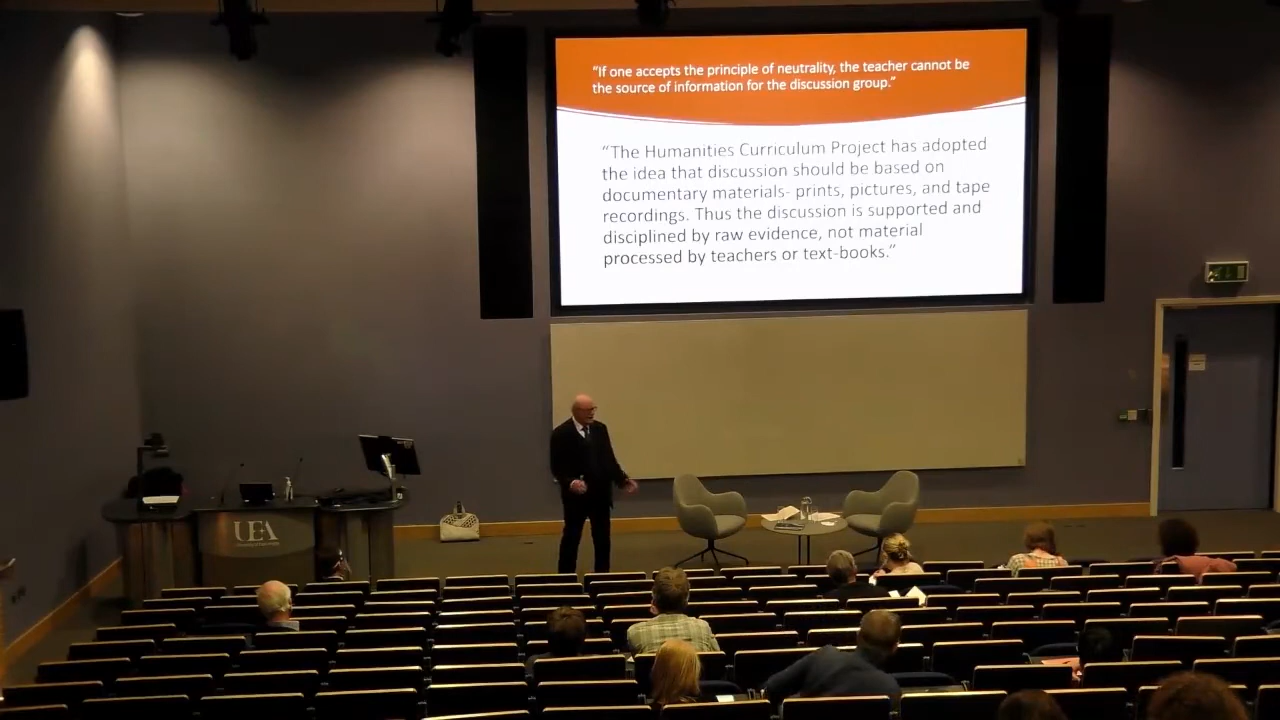 “If one accepts the principle of neutrality, the teacher cannot be
the source of information for the discussion group.”
“The Humanities Curriculum Project has adopted
the idea that discussion should be based on
documentary materials- prints, pictures, and tape
recordings. Thus the discussion is supported and
disciplined by raw evidence, not material
processed by teachers or text-books.”
UEA